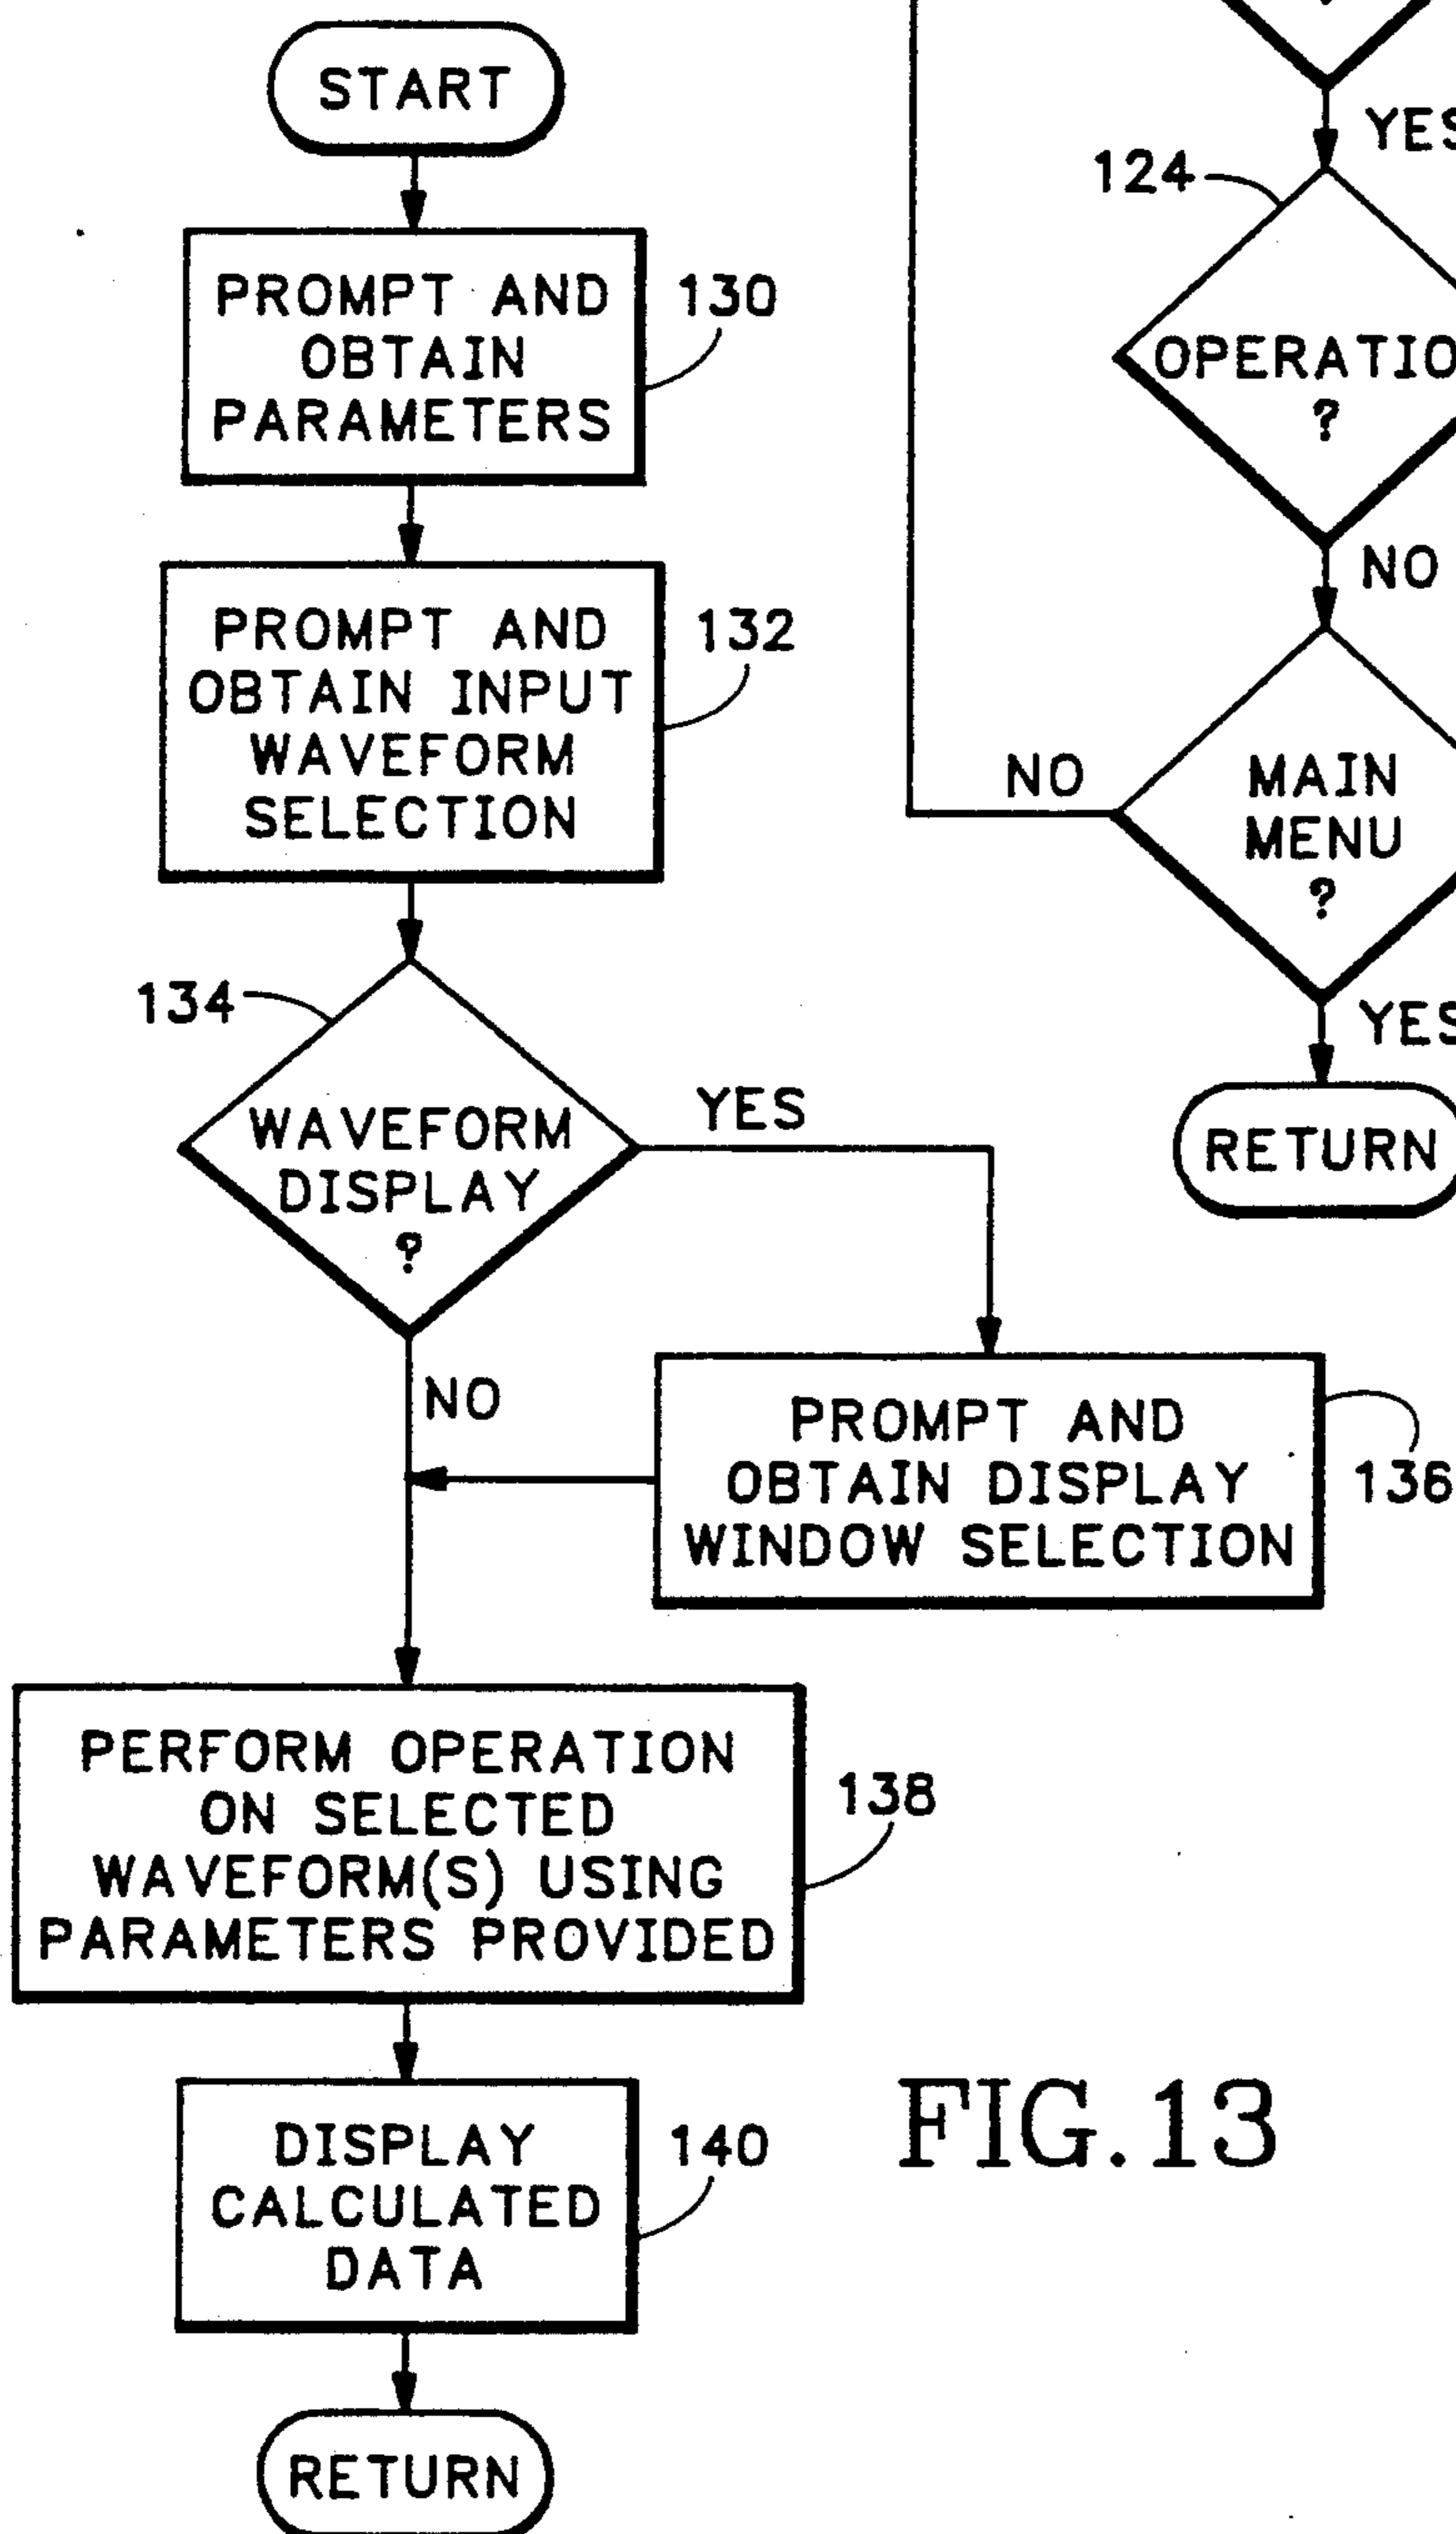 START
PROMPT AND
OBTAIN
PARAMETERS
130
PROMPT AND
OBTAIN INPUT
WAVEFORM
SELECTION
132
134
WAVEFORM
DISPLAY
?
YES
NO
PROMPT AND
OBTAIN DISPLAY
WINDOW SELECTION
136
PERFORM OPERATION
ON SELECTED
WAVEFORM(S) USING
PARAMETERS PROVIDED
138
DISPLAY
CALCULATED
DATA
140
RETURN
FIG.13
YES
124
OPERATIO
?
NO
MAIN
MENU
?
NO
YES
RETURN